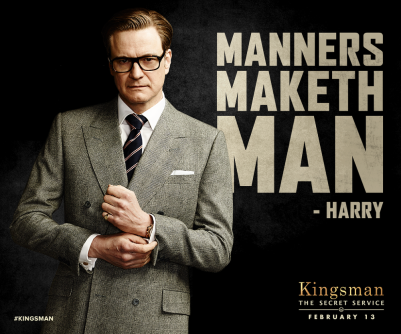 MANNERS
MAKETH
MAN
- HARRY
Kingsman
THE SECRET SERVICE
FEBRUARY 13
#KINGSMAN